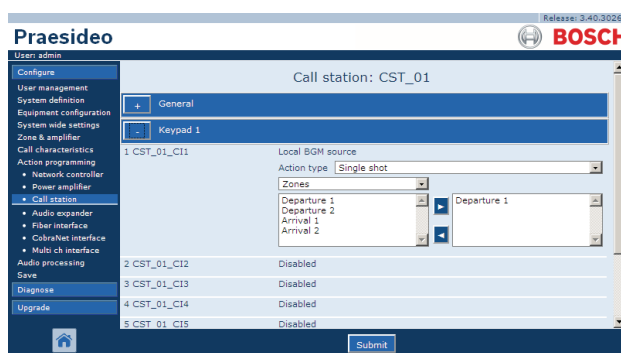 Release: 3.40.3026
Praesideo
BOSCH
User: admin
Configure
User management
System definition
Equipment configuration
System wide settings
Zone & amplifier
Call characteristics
Action programming
• Network controller
• Power amplifier
• Call station
• Audio expander
• Fiber interface
• CobraNet interface
• Multi ch interface
Audio processing
Save
Diagnose
Upgrade
Call station: CST_01
+ General
- Keypad 1
1 CST_01_CI1 Local BGM source
Action type Single shot
Zones
Departure 1
Departure 2
Arrival 1
Arrival 2
Departure 1
2 CST_01_CI2 Disabled
3 CST_01_CI3 Disabled
4 CST_01_CI4 Disabled
5 CST_01_CI5 Disabled
Submit